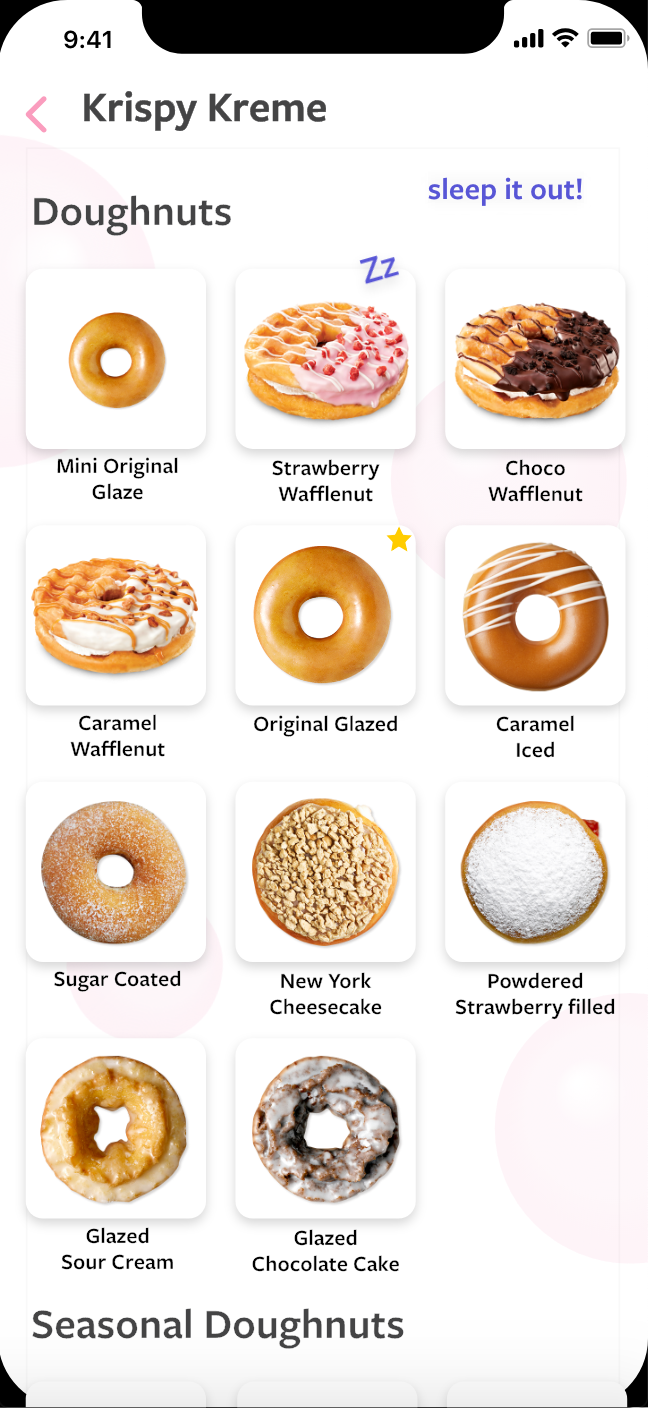 9:41
Krispy Kreme
sleep it out!
Doughnuts
Zz
Mini Original
Glaze
Strawberry
Wafflenut
Choco
Wafflenut
Caramel
Wafflenut
Original Glazed
Caramel
Iced
Sugar Coated
New York
Cheesecake
Powdered
Strawberry filled
Glazed
Sour Cream
Glazed
Chocolate Cake
Seasonal Doughnuts